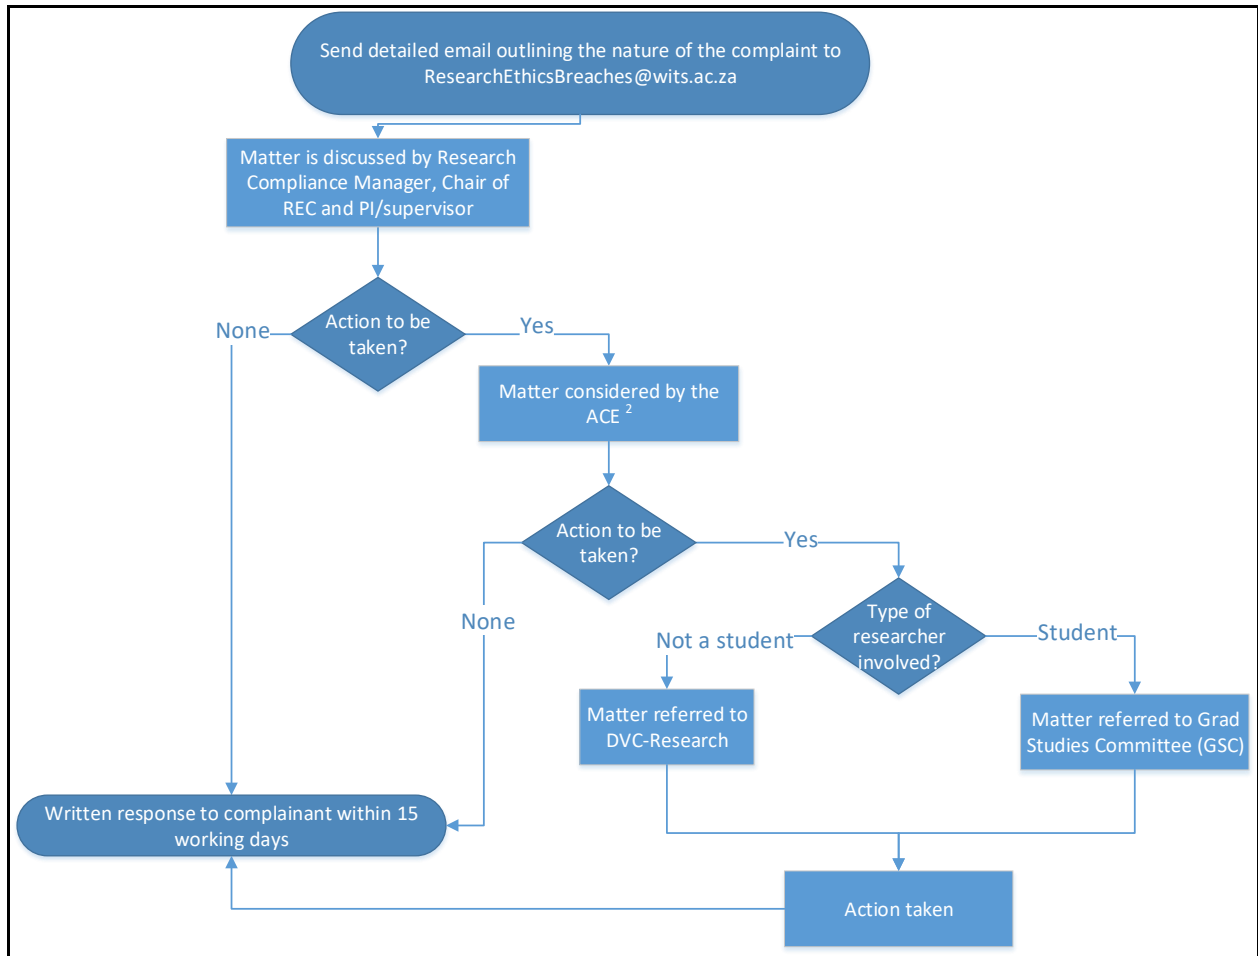 Send detailed email outlining the nature of the complaint to
ResearchEthicsBreaches@wits.ac.za
Matter is discussed by Research
Compliance Manager, Chair of
REC and PI/supervisor
Action to be
taken?
None
Yes
Matter considered by the
ACE 2
Action to be
taken?
None
Yes
Type of
researcher
involved?
Not a student
Student
Matter referred to
DVC-Research
Matter referred to Grad
Studies Committee (GSC)
Written response to complainant within 15
working days
Action taken